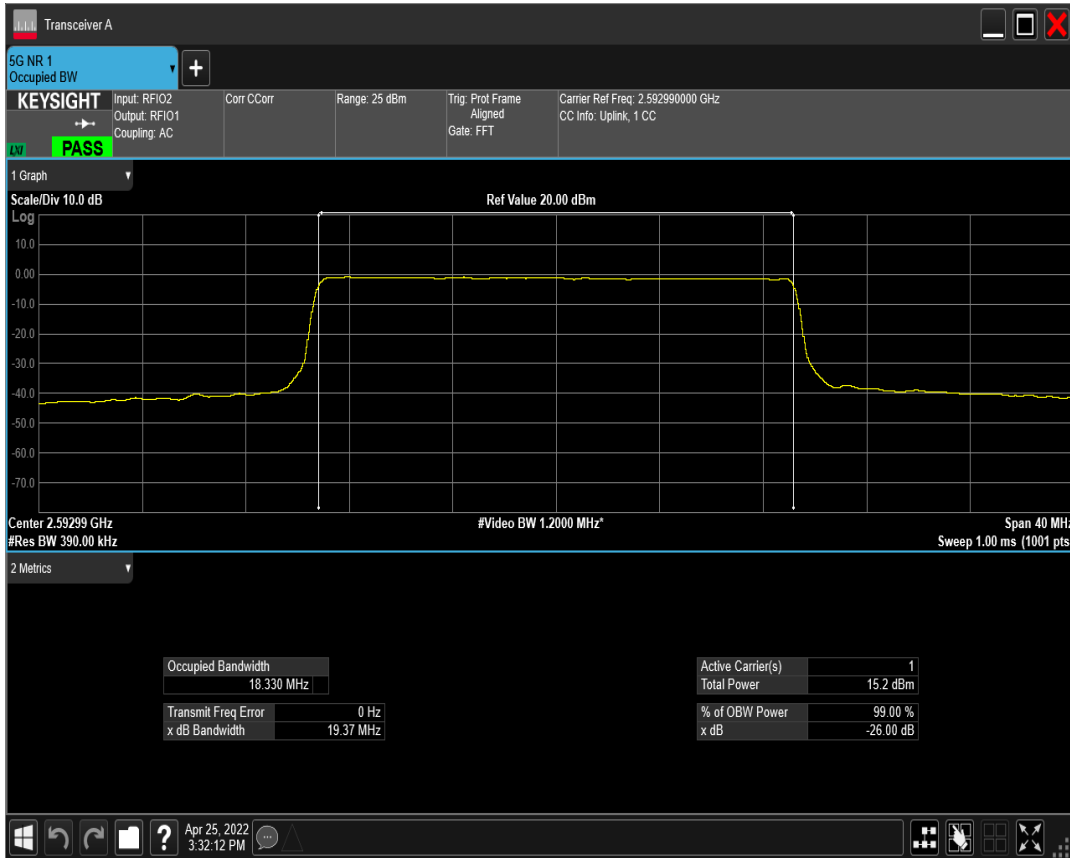 Transceiver A
5G NR 1
Occupied BW
+
KEYSIGHT
Input: RFIO2
Output: RFIO1
Coupling: AC
Corr CCorr
Range: 25 dBm
Trig: Prot Frame
Aligned
Gate: FFT
Carrier Ref Freq: 2.592990000 GHz
CC Info: Uplink, 1 CC
LXI
PASS
1 Graph
Scale/Div 10.0 dB
Ref Value 20.00 dBm
Log
10.0
0.00
-10.0
-20.0
-30.0
-40.0
-50.0
-60.0
-70.0
Center 2.59299 GHz
#Video BW 1.2000 MHz*
Span 40 MHz
#Res BW 390.00 kHz
Sweep 1.00 ms (1001 pts
2 Metrics
Occupied Bandwidth
18.330 MHz
Transmit Freq Error 0 Hz
x dB Bandwidth 19.37 MHz
Active Carrier(s) 1
Total Power 15.2 dBm
% of OBW Power 99.00 %
x dB -26.00 dB
?
Apr 25, 2022
3:32:12 PM